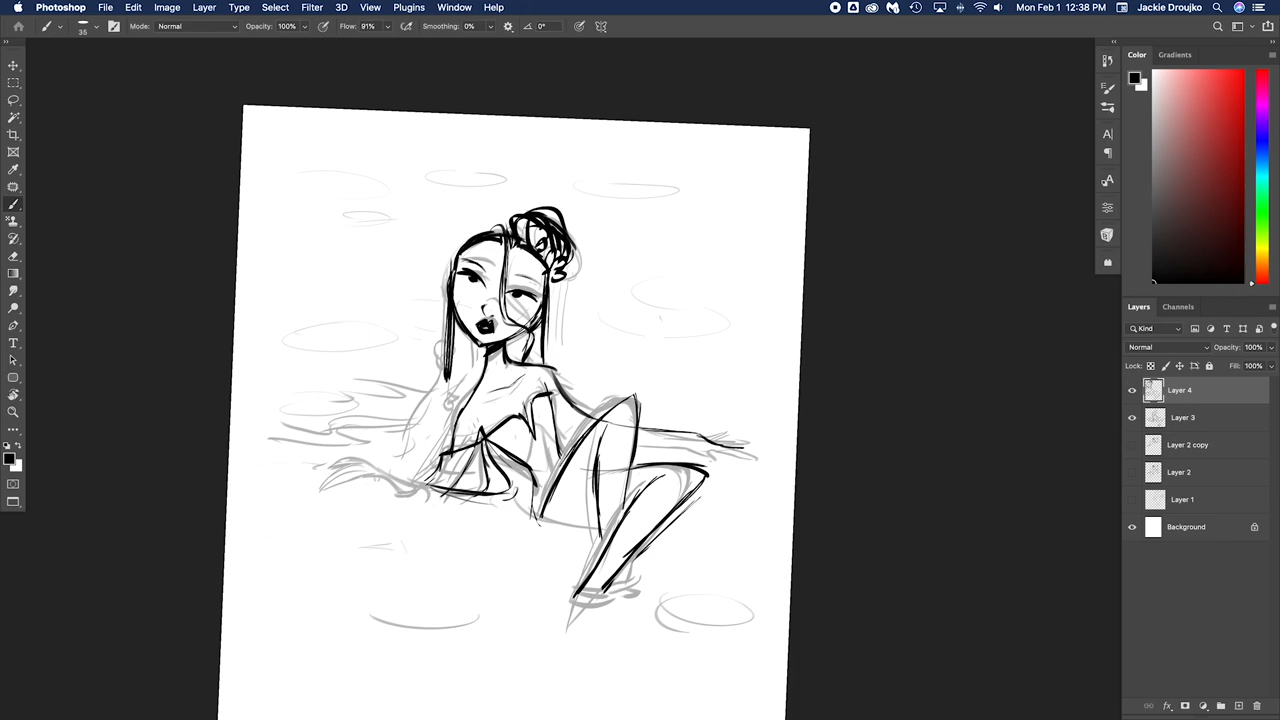 Photoshop File Edit Image Layer Type Select Filter 3D View Plugins Window Help Mon Feb 1 12:38 PM Jackie Droujko
35 Mode: Normal Opacity: 100% Flow: 91% Smoothing: 0% 0°
Color Gradients
Layers Channels
Kind
Normal Opacity: 100%
Lock: Fill: 100%
Layer 4
Layer 3
Layer 2 copy
Layer 2
Layer 1
Background